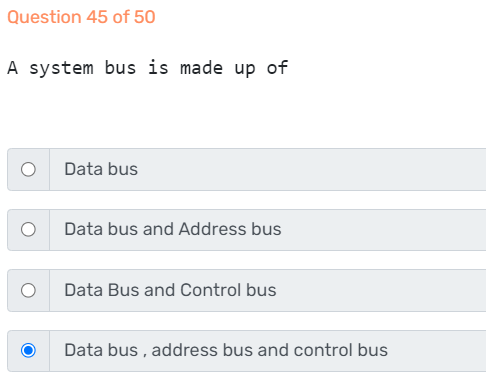 Question 45 of 50
A system bus is made up of
Data bus
Data bus and Address bus
Data Bus and Control bus
Data bus , address bus and control bus